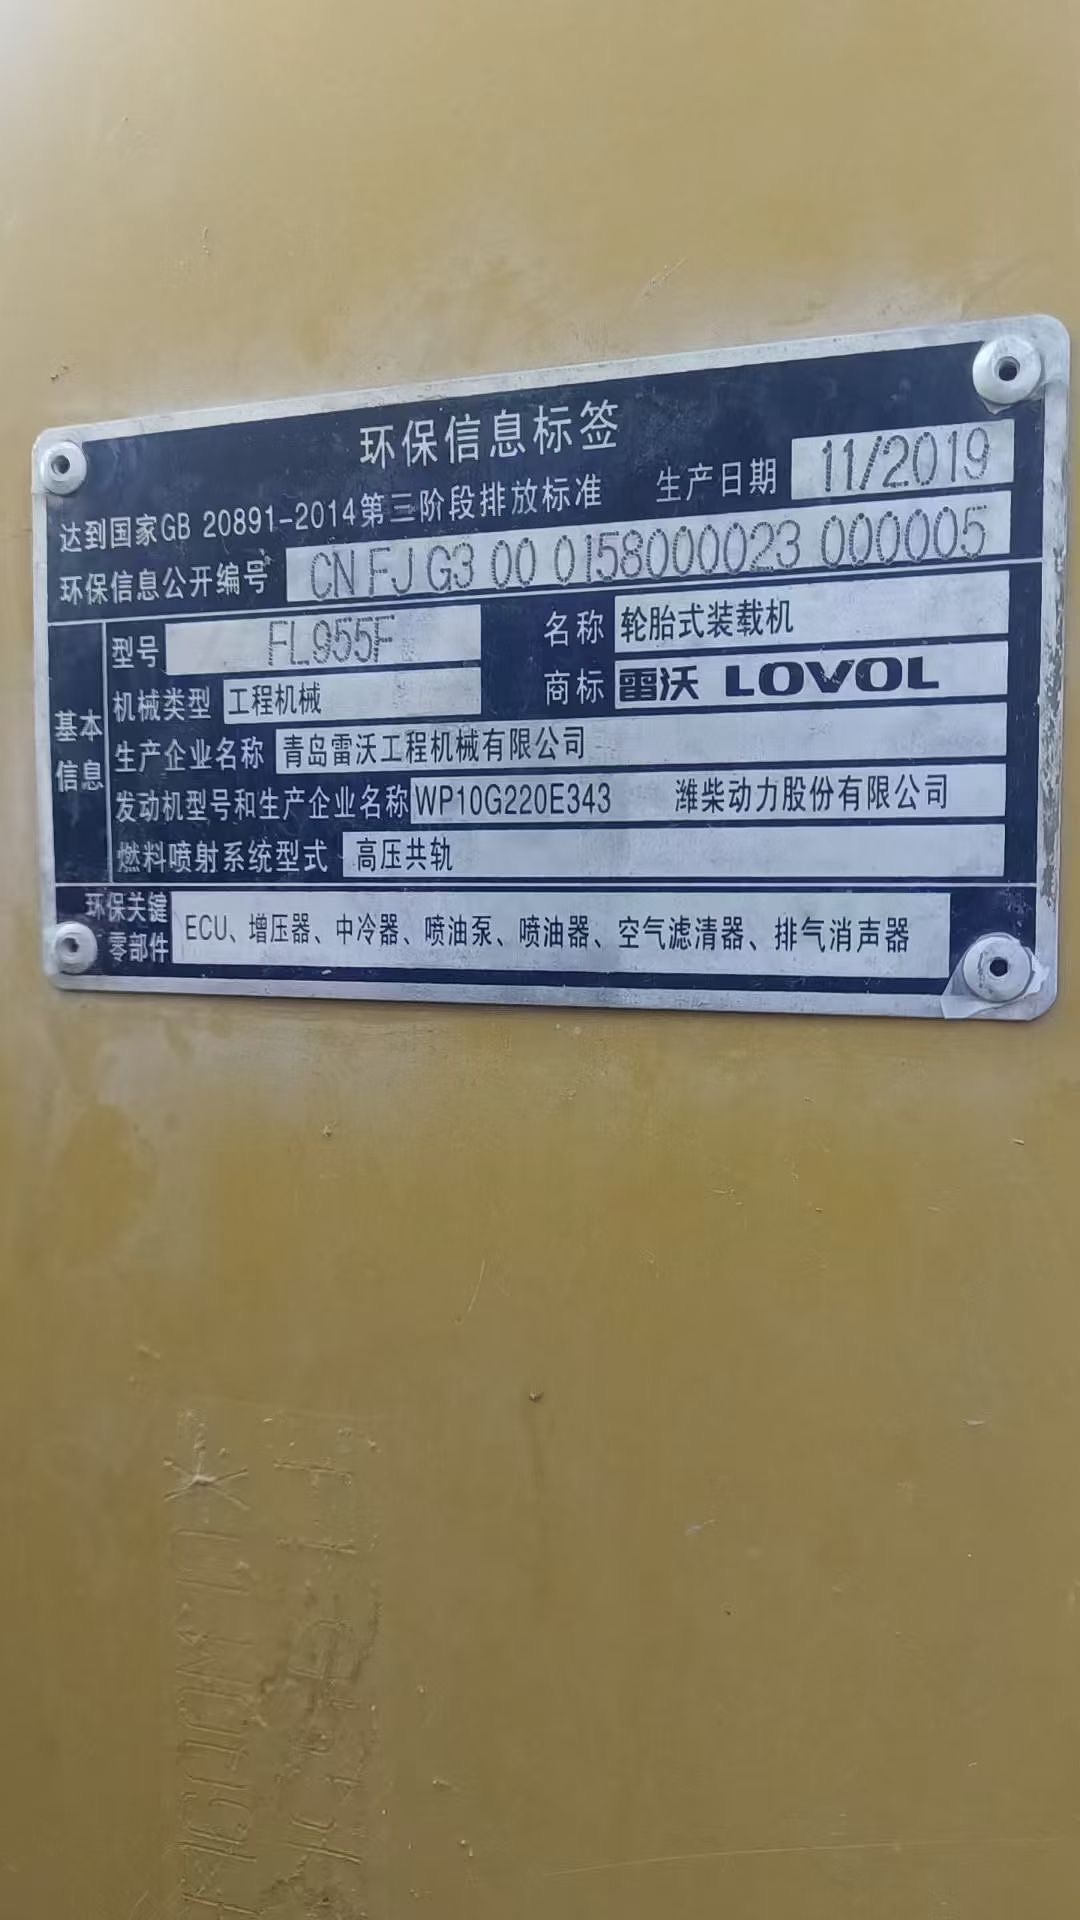 环保信息标签
达到国家GB 20891-2014第三阶段排放标准 生产日期 11/2019
环保信息公开编号 CN FJ G3 00 0158000023 000005
基本信息
型号 FL955F 名称 轮胎式装载机
机械类型 工程机械 商标 雷沃 LOVOL
生产企业名称 青岛雷沃工程机械有限公司
发动机型号和生产企业名称 WP10G220E343 潍柴动力股份有限公司
燃料喷射系统型式 高压共轨
环保关键零部件 ECU、增压器、中冷器、喷油泵、喷油器、空气滤清器、排气消声器